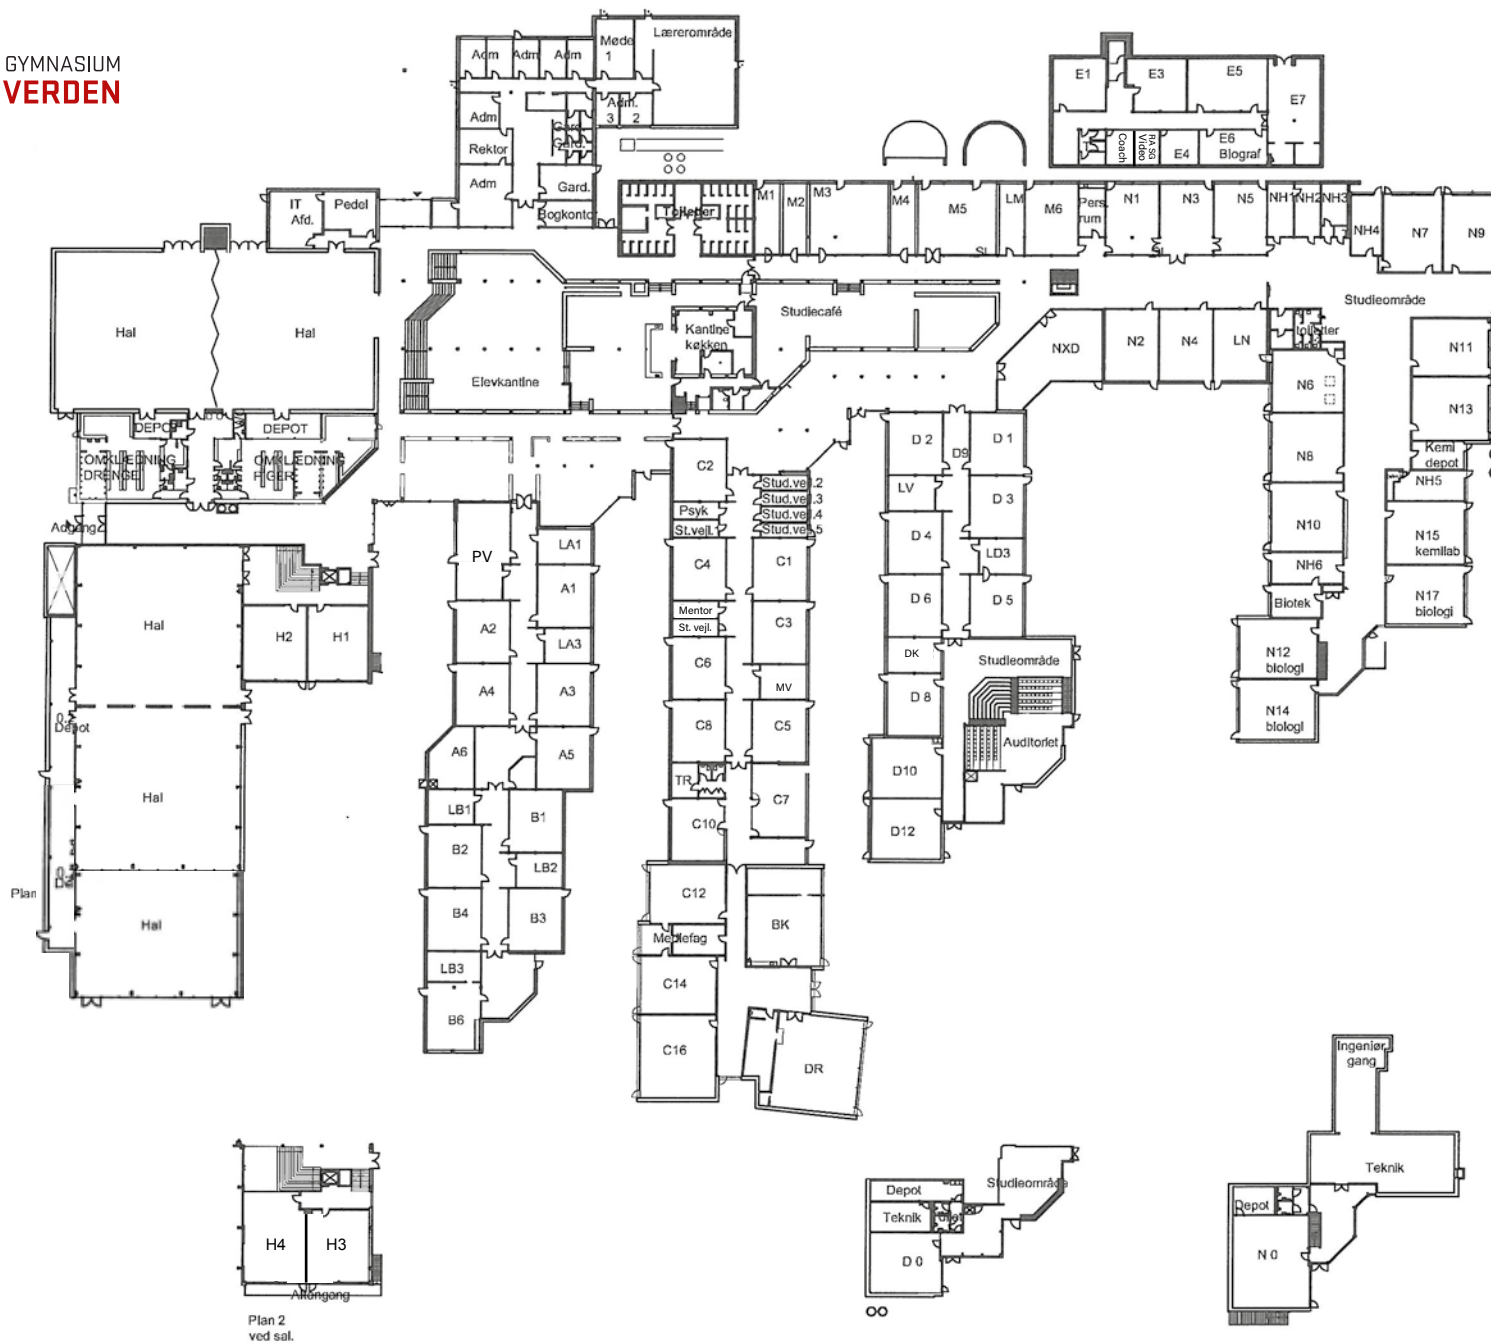 GYMNASIUM
VERDEN
Møde
1
Lærerområde
Adm
Adm
Adm
Adm.
3
2
Adm
Rektor
Adm
Gard.
Gard.
Gard.
Bogkontor
E1
E3
E5
E7
T
Coach
RA SG
Video
E4
E6
Biograf
IT
Afd.
Pedel
Toiletter
M1
M2
M3
M4
M5
LM
M6
Pers.
rum
N1
N3
N5
NH1
NH2
NH3
NH4
N7
N9
SL
Hal
Hal
Elevkantine
Kantine
køkken
Studiecafé
Studieområde
NXD
N2
N4
LN
toiletter
N6
N8
N10
NH6
Biotek
N11
N13
Kemi
depot
NH5
N15
kemilab
N17
biologi
N12
biologi
N14
biologi
DEPOT
DEPOT
OMKLÆDNING
DRENGE
OMKLÆDNING
PIGER
Adgang
Hal
H2
H1
Depot
Hal
Plan
Hal
PV
LA1
A1
A2
LA3
A4
A3
A6
A5
LB1
B1
B2
LB2
B4
B3
LB3
B6
C2
Psyk
St.vejl.1
Stud.vejl.2
Stud.vejl.3
Stud.vejl.4
Stud.vejl.5
C4
C1
Mentor
St. vejl.
C3
C6
MV
C8
C5
TR
C7
C10
C12
BK
Mediefag
C14
C16
DR
D 2
D9
D 1
LV
D 3
D 4
LD3
D 6
D 5
DK
D 8
Studieområde
Auditoriet
D10
D12
H4
H3
Altangang
Plan 2
ved sal.
Depot
Teknik
Toilet
D 0
Studieområde
Ingeniør
gang
Teknik
Depot
N 0